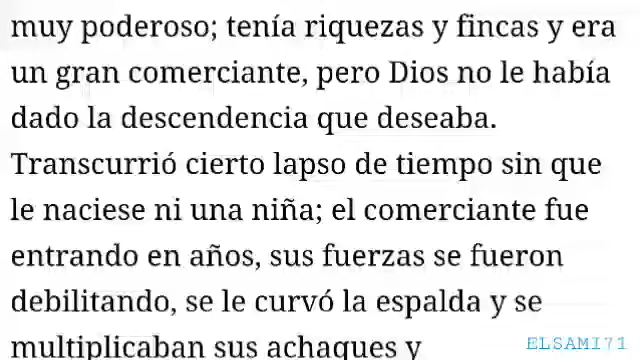 muy poderoso; tenía riquezas y fincas y era
un gran comerciante, pero Dios no le había
dado la descendencia que deseaba.
Transcurrió cierto lapso de tiempo sin que
le naciese ni una niña; el comerciante fue
entrando en años, sus fuerzas se fueron
debilitando, se le curvó la espalda y se
multiplicaban sus achaques y
ELSAMI71